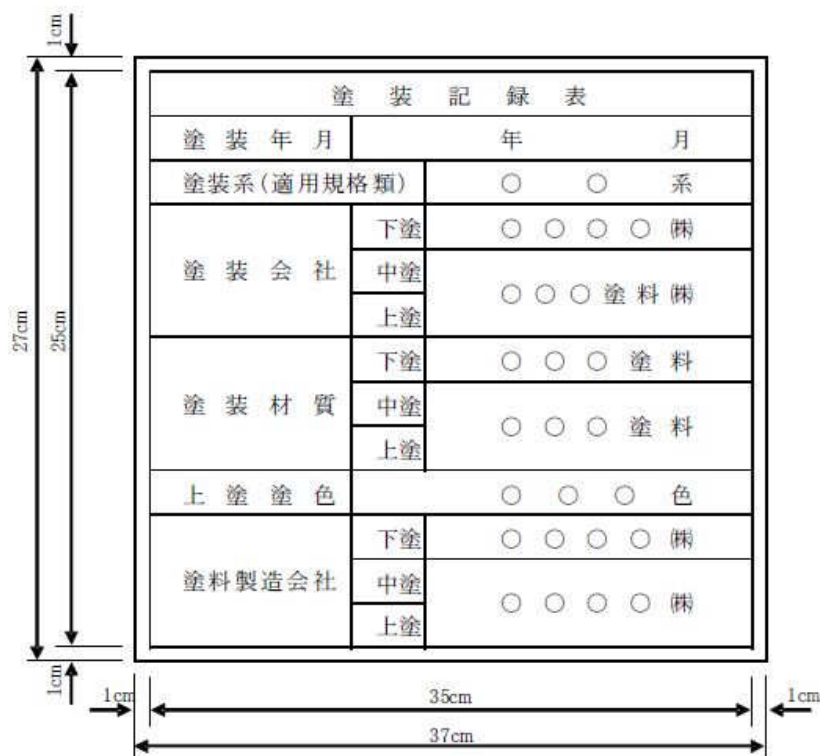 1cm
塗装記録表
塗装年月 年 月
塗装系(適用規格類) ○ ○ 系
下塗 ○○○○㈱
塗装会社 中塗 ○○○塗料㈱
上塗
下塗 ○○○塗料
塗装材質 中塗 ○○○塗料
上塗
上塗塗色 ○○○色
下塗 ○○○○㈱
塗料製造会社 中塗 ○○○○㈱
上塗
27cm
25cm
1cm
1cm 35cm 1cm
37cm